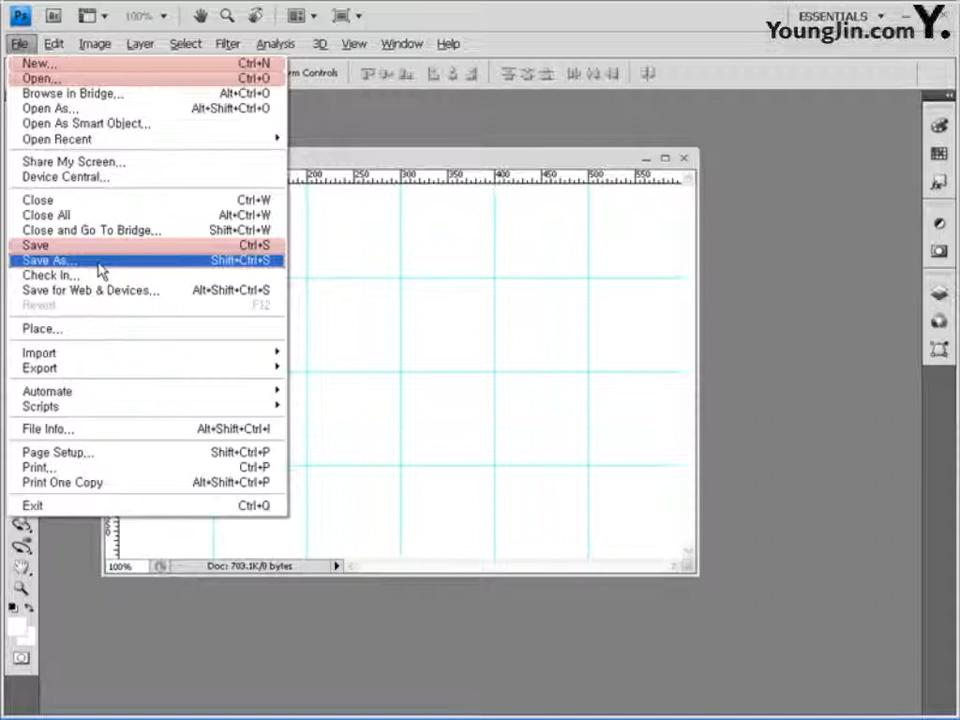 Ps Br 100% ESSENTIALS
YoungJin.com Y.
File Edit Image Layer Select Filter Analysis 3D View Window Help
New... Ctrl+N
Open... Ctrl+O
rm Controls
Browse in Bridge... Alt+Ctrl+O
Open As... Alt+Shift+Ctrl+O
Open As Smart Object...
Open Recent
Share My Screen...
Device Central...
200 350 400 450 500 550
Close Ctrl+W
Close All Alt+Ctrl+W
Close and Go To Bridge... Shift+Ctrl+W
Save Ctrl+S
Save As... Shift+Ctrl+S
Check In...
Save for Web & Devices... Alt+Shift+Ctrl+S
Revert F12
Place...
Import
Export
Automate
Scripts
File Info... Alt+Shift+Ctrl+I
Page Setup... Shift+Ctrl+P
Print... Ctrl+P
Print One Copy Alt+Shift+Ctrl+P
Exit Ctrl+Q
100% Doc: 703.1K/0 bytes